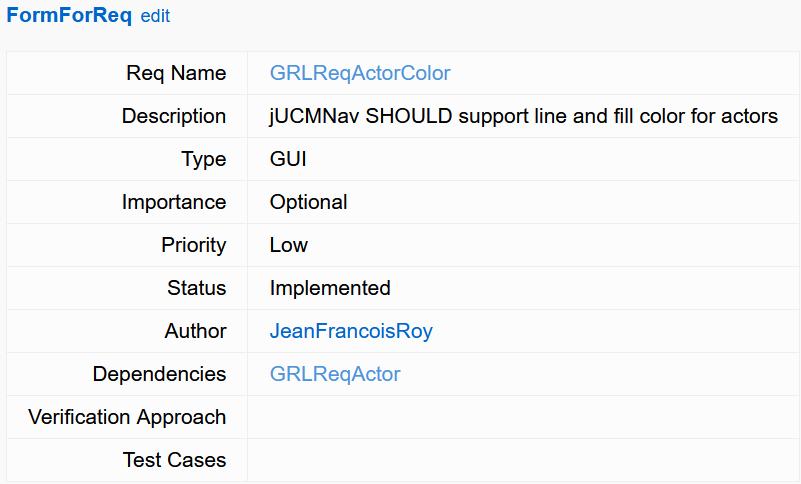 FormForReq edit
Req Name GRLReqActorColor
Description jUCMNav SHOULD support line and fill color for actors
Type GUI
Importance Optional
Priority Low
Status Implemented
Author JeanFrancoisRoy
Dependencies GRLReqActor
Verification Approach
Test Cases